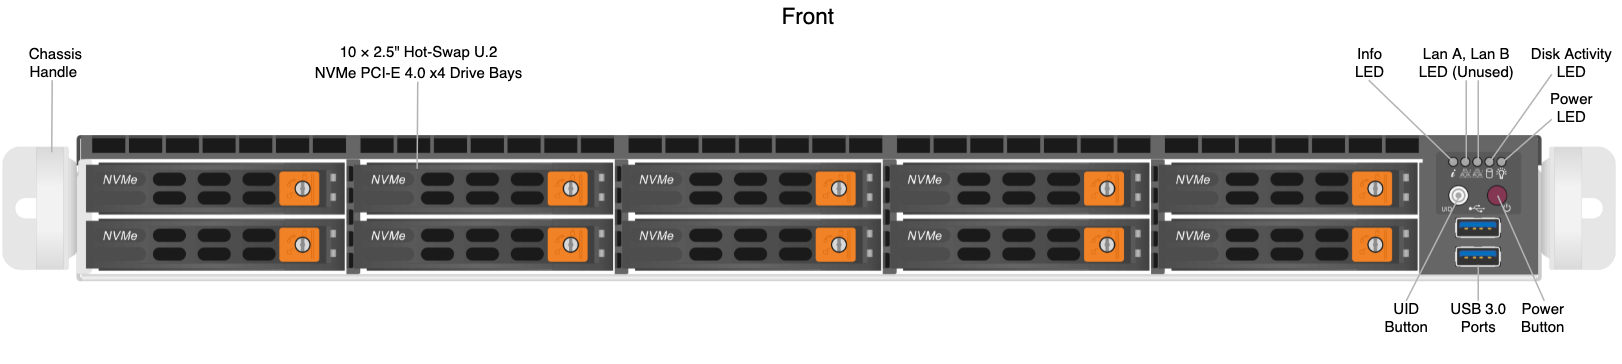 Front
Chassis
Handle
10 × 2.5" Hot-Swap U.2
NVMe PCI-E 4.0 x4 Drive Bays
Info
LED
Lan A, Lan B
LED (Unused)
Disk Activity
LED
Power
LED
NVMe
NVMe
NVMe
NVMe
NVMe
NVMe
NVMe
NVMe
NVMe
NVMe
i
UID
UID
Button
USB 3.0
Ports
Power
Button